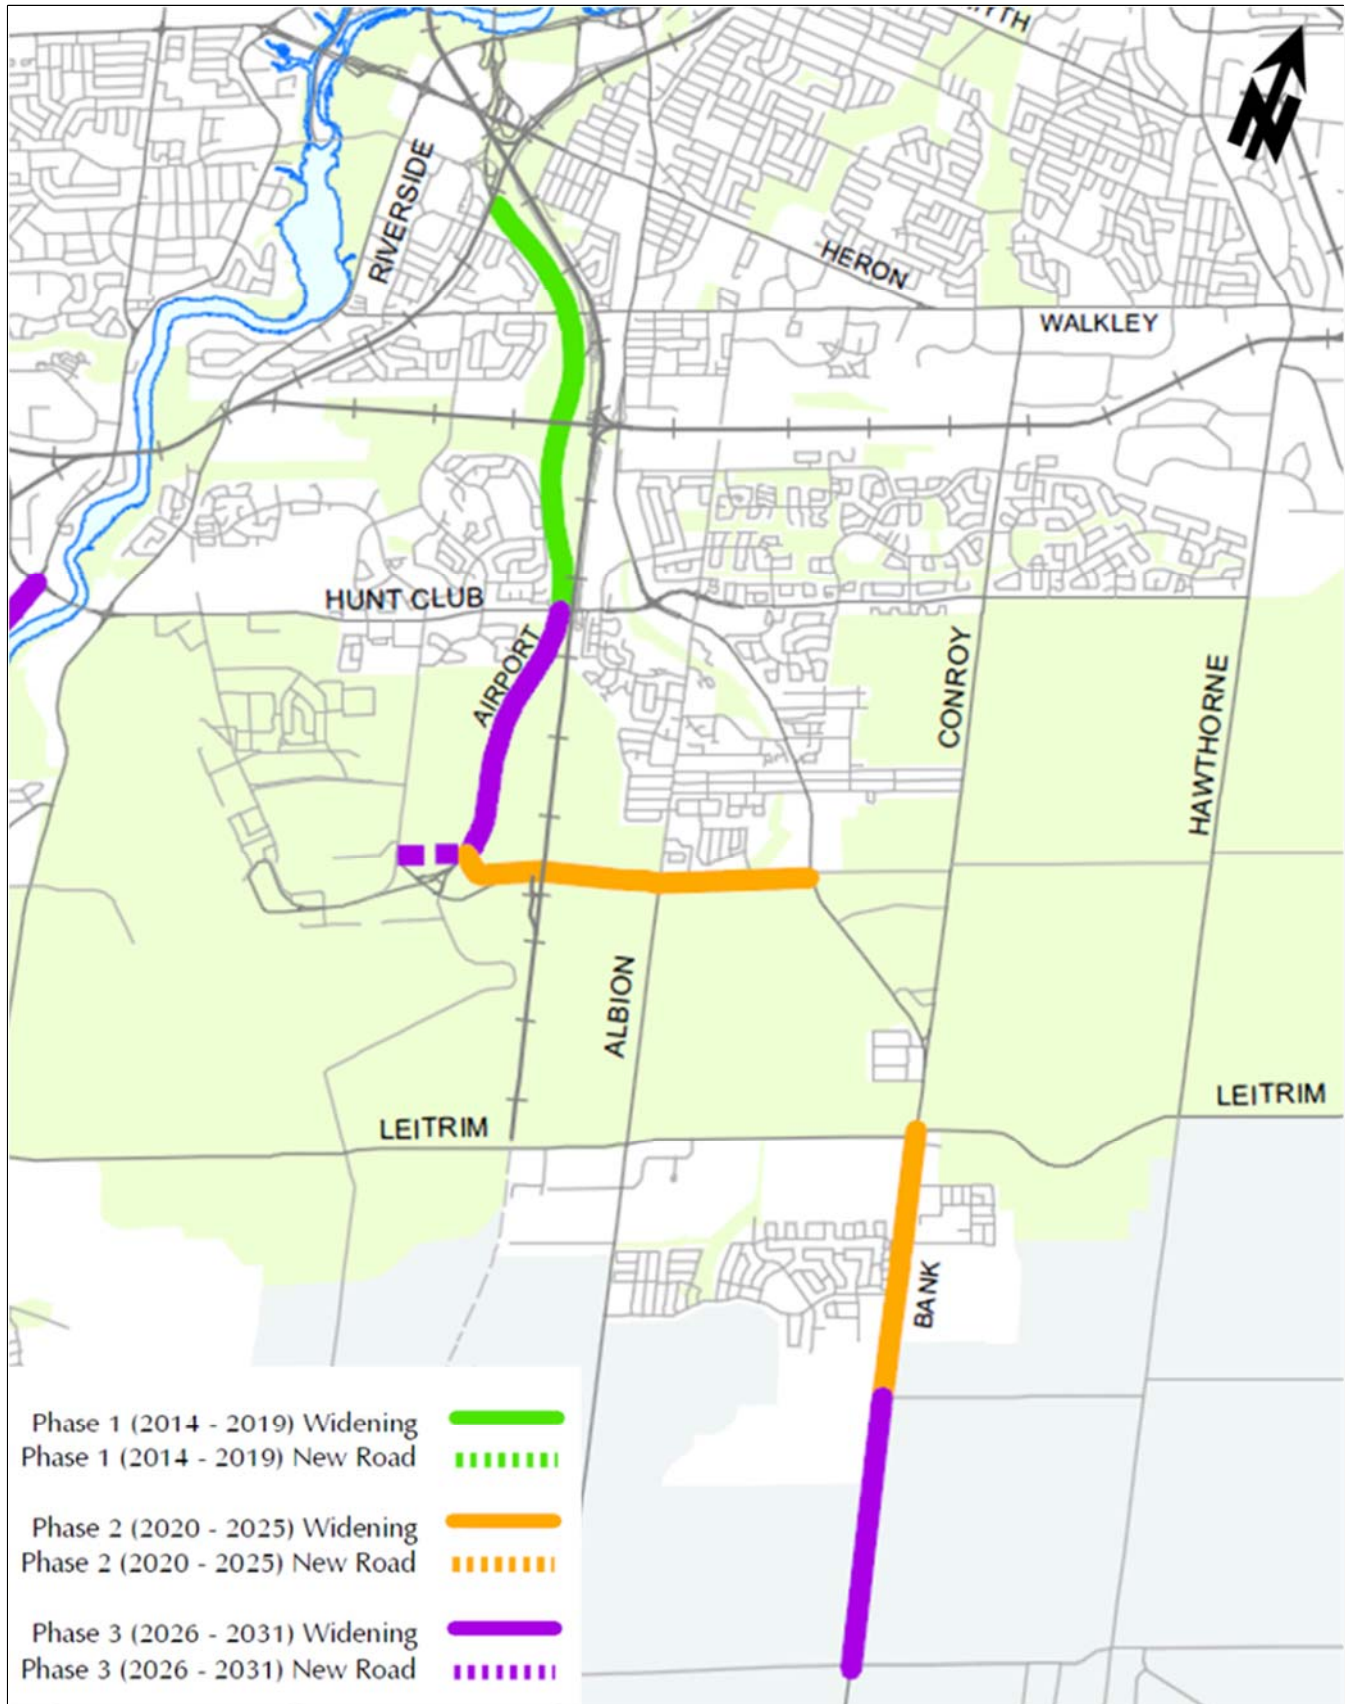 RIVERSIDE
HERON
WALKLEY
HUNT CLUB
AIRPORT
CONROY
HAWTHORNE
ALBION
LEITRIM
LEITRIM
BANK
Phase 1 (2014 - 2019) Widening
Phase 1 (2014 - 2019) New Road
Phase 2 (2020 - 2025) Widening
Phase 2 (2020 - 2025) New Road
Phase 3 (2026 - 2031) Widening
Phase 3 (2026 - 2031) New Road
N